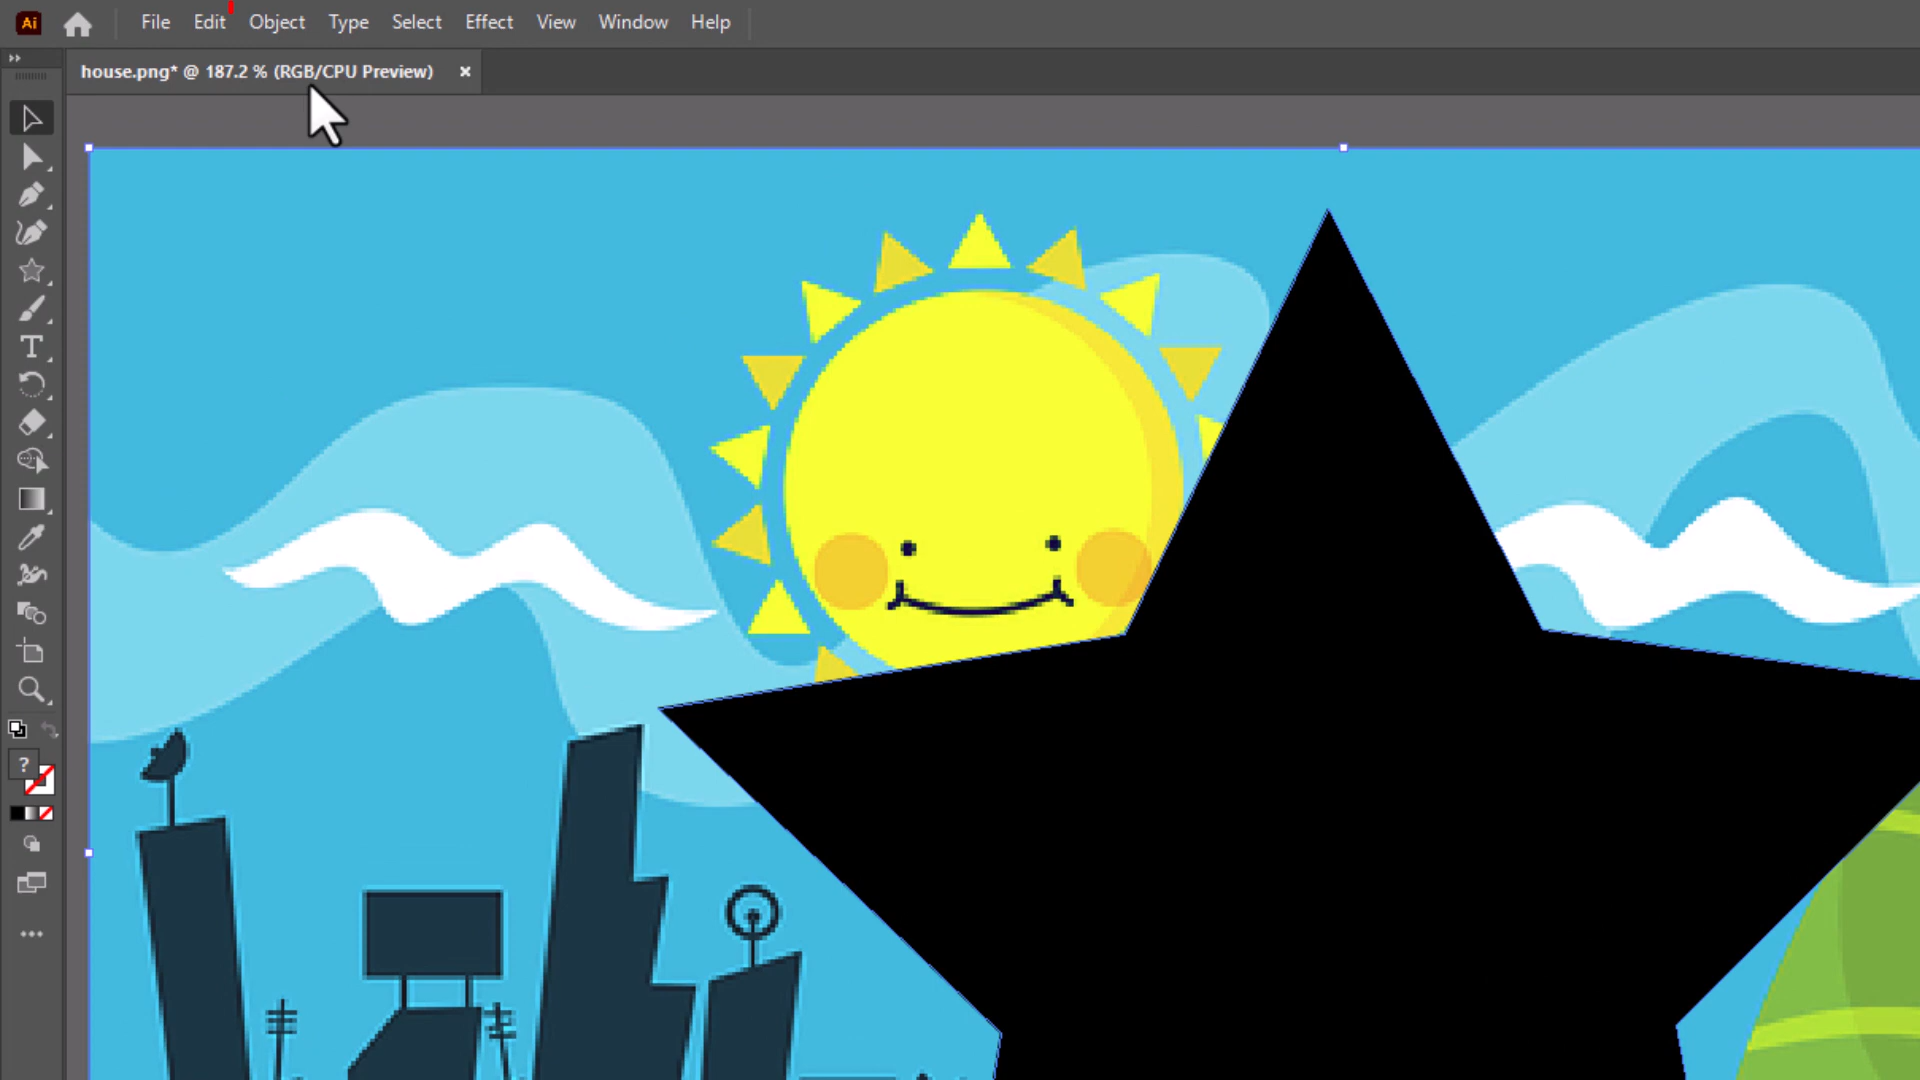 Ai File Edit Object Type Select Effect View Window Help
house.png* @ 187.2 % (RGB/CPU Preview) ×
T
?